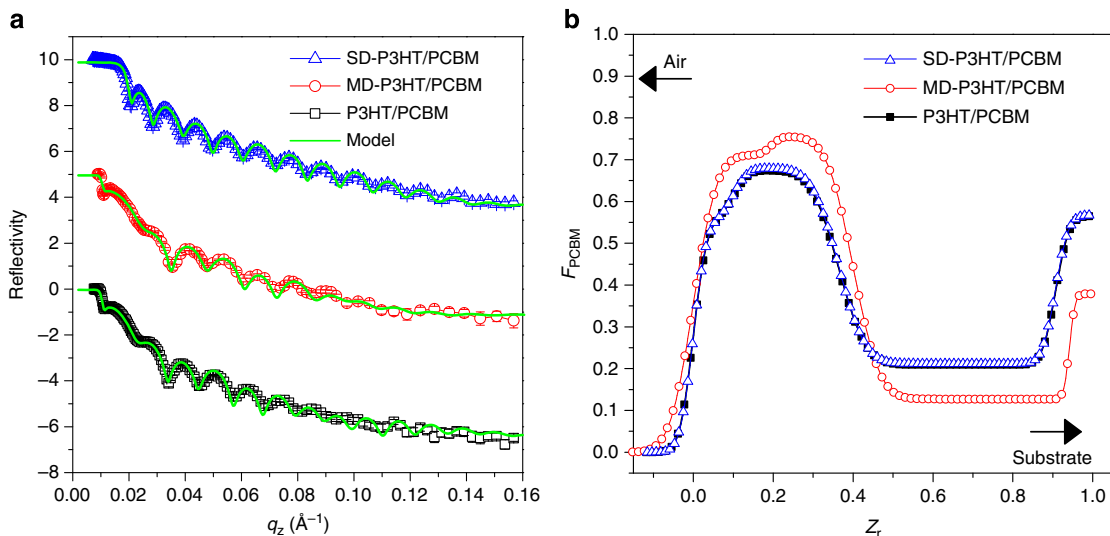 a
Reflectivity
10
8
6
4
2
0
−2
−4
−6
−8
SD-P3HT/PCBM
MD-P3HT/PCBM
P3HT/PCBM
Model
0.00 0.02 0.04 0.06 0.08 0.10 0.12 0.14 0.16
qz (Å−1)
b
FPCBM
1.0
0.9
0.8
0.7
0.6
0.5
0.4
0.3
0.2
0.1
0.0
Air
SD-P3HT/PCBM
MD-P3HT/PCBM
P3HT/PCBM
Substrate
0.0 0.2 0.4 0.6 0.8 1.0
Zr